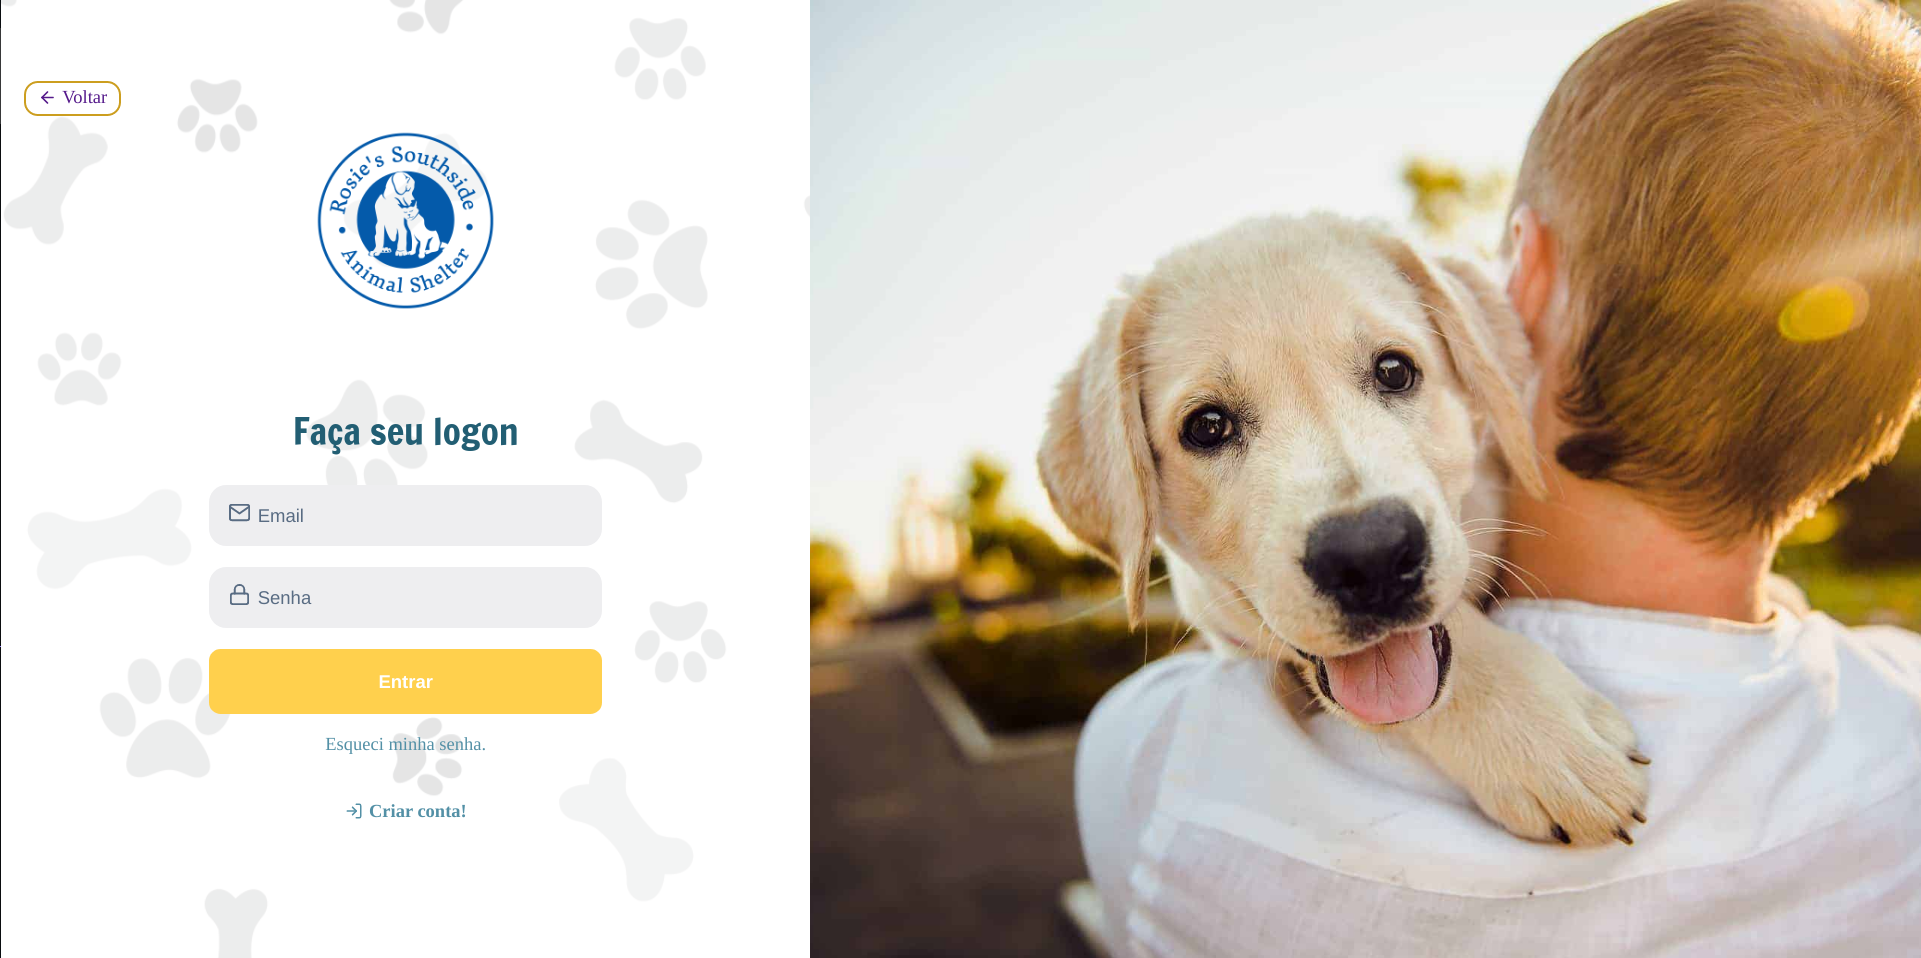 Voltar
Rosie's Southside
Animal Shelter
Faça seu logon
Email
Senha
Entrar
Esqueci minha senha.
Criar conta!